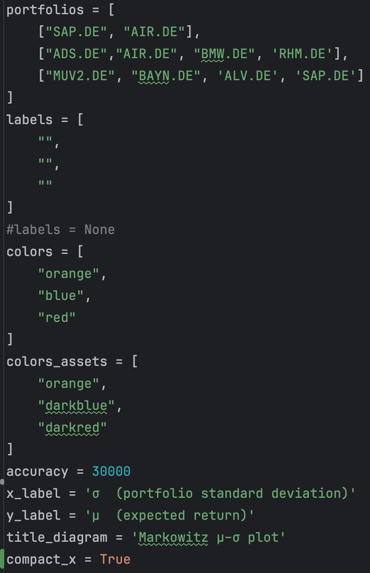 portfolios = [
    ["SAP.DE", "AIR.DE"],
    ["ADS.DE","AIR.DE", "BMW.DE", 'RHM.DE'],
    ["MUV2.DE", "BAYN.DE", 'ALV.DE', 'SAP.DE']
]
labels = [
    "",
    "",
    ""
]
#labels = None
colors = [
    "orange",
    "blue",
    "red"
]
colors_assets = [
    "orange",
    "darkblue",
    "darkred"
]
accuracy = 30000
x_label = 'σ  (portfolio standard deviation)'
y_label = 'μ  (expected return)'
title_diagram = 'Markowitz μ-σ plot'
compact_x = True